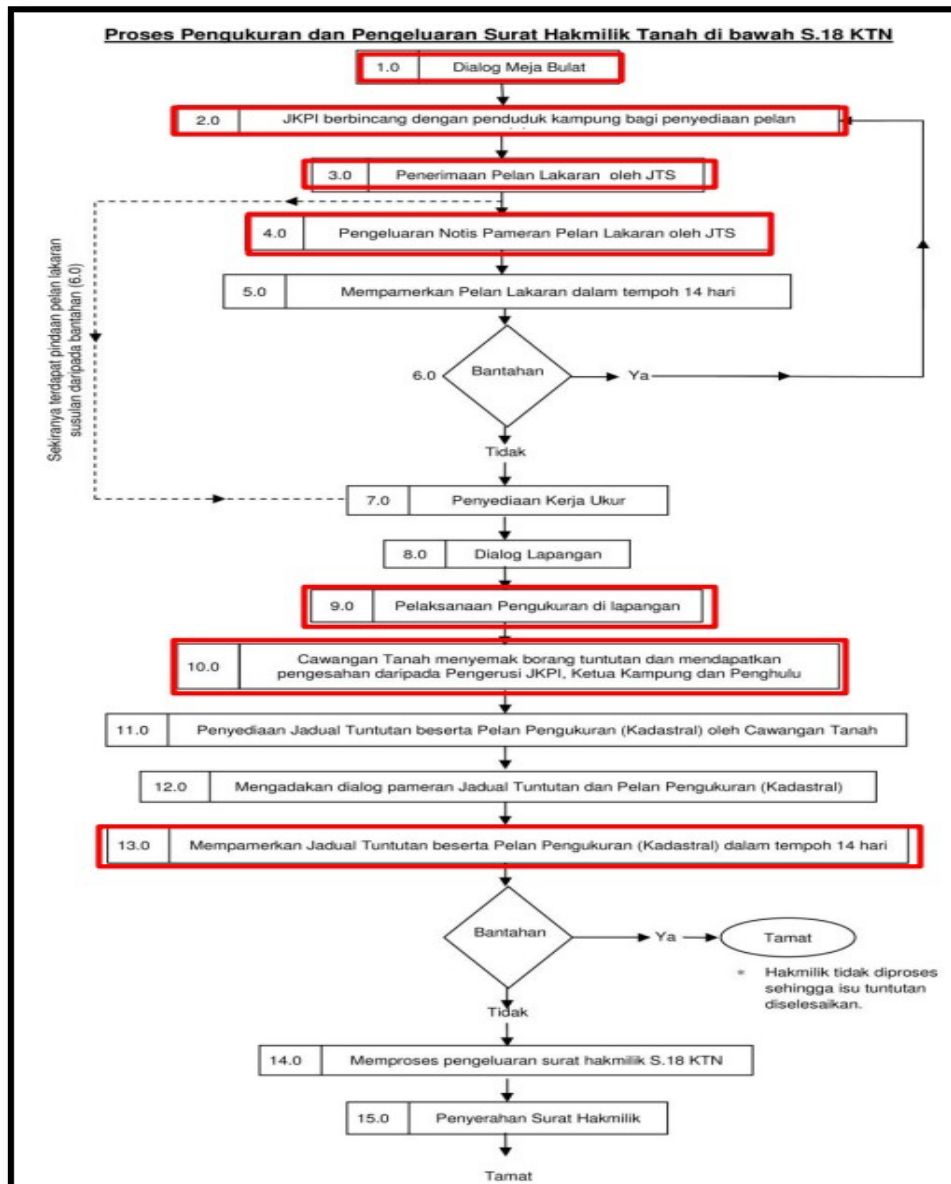 Proses Pengukuran dan Pengeluaran Surat Hakmilik Tanah di bawah S.18 KTN
1.0 Dialog Meja Bulat
2.0 JKPI berbincang dengan penduduk kampung bagi penyediaan pelan
3.0 Penerimaan Pelan Lakaran oleh JTS
4.0 Pengeluaran Notis Pameran Pelan Lakaran oleh JTS
5.0 Mempamerkan Pelan Lakaran dalam tempoh 14 hari
Sekiranya terdapat pindaan pelan lakaran
susulan daripada bantahan (6.0)
6.0 Bantahan Ya
Tidak
7.0 Penyediaan Kerja Ukur
8.0 Dialog Lapangan
9.0 Pelaksanaan Pengukuran di lapangan
10.0 Cawangan Tanah menyemak borang tuntutan dan mendapatkan
pengesahan daripada Pengerusi JKPI, Ketua Kampung dan Penghulu
11.0 Penyediaan Jadual Tuntutan beserta Pelan Pengukuran (Kadastral) oleh Cawangan Tanah
12.0 Mengadakan dialog pameran Jadual Tuntutan dan Pelan Pengukuran (Kadastral)
13.0 Mempamerkan Jadual Tuntutan beserta Pelan Pengukuran (Kadastral) dalam tempoh 14 hari
Bantahan Ya Tamat
* Hakmilik tidak diproses
sehingga isu tuntutan
diselesaikan.
Tidak
14.0 Memproses pengeluaran surat hakmilik S.18 KTN
15.0 Penyerahan Surat Hakmilik
Tamat